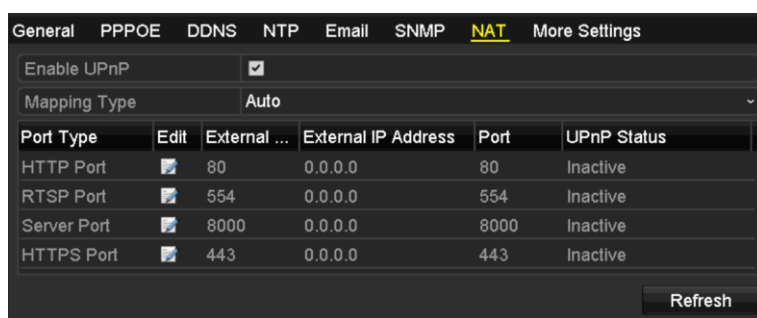 General PPPOE DDNS NTP Email SNMP NAT More Settings
Enable UPnP
Mapping Type Auto
Port Type Edit External ... External IP Address Port UPnP Status
HTTP Port 80 0.0.0.0 80 Inactive
RTSP Port 554 0.0.0.0 554 Inactive
Server Port 8000 0.0.0.0 8000 Inactive
HTTPS Port 443 0.0.0.0 443 Inactive
Refresh